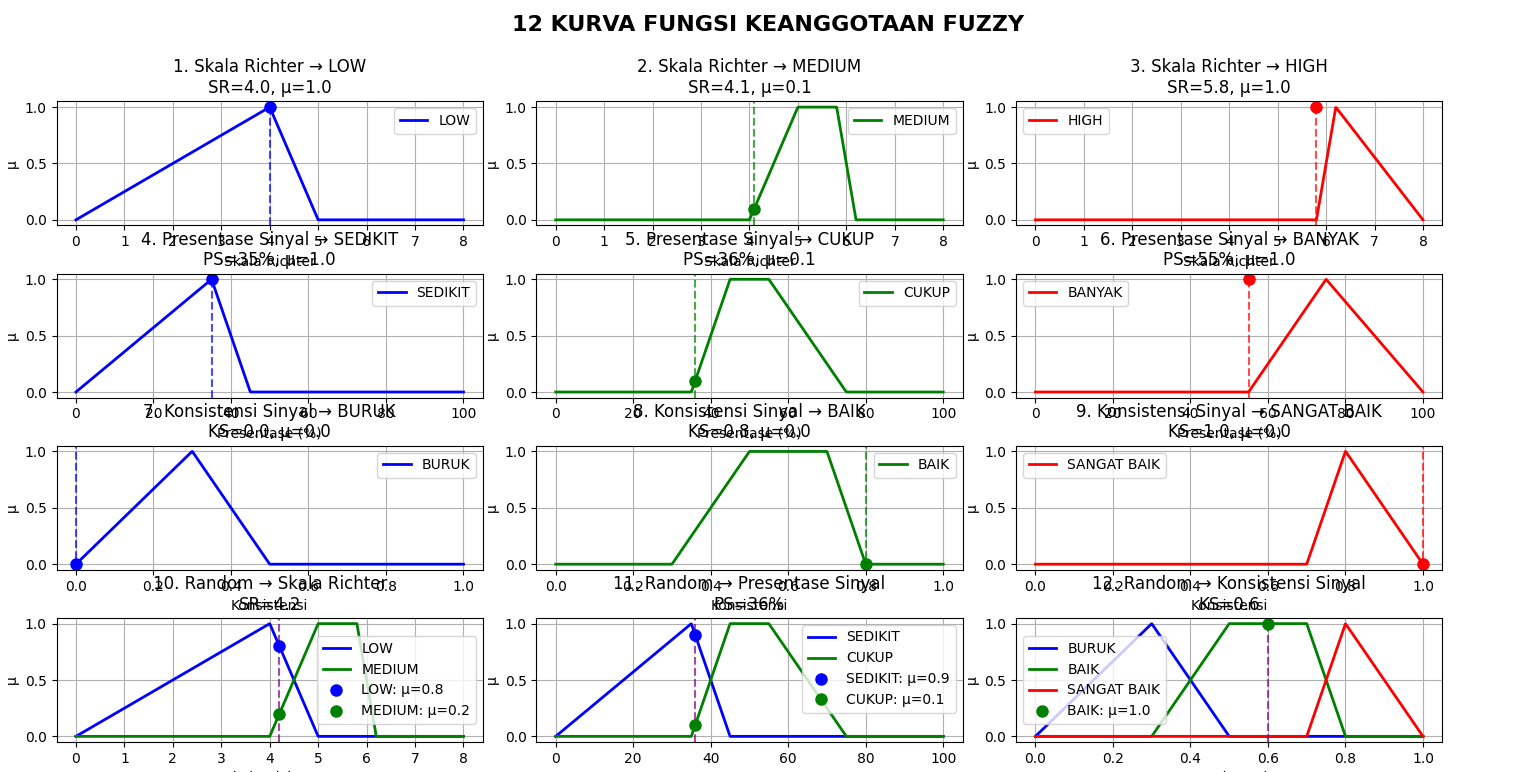 12 KURVA FUNGSI KEANGGOTAAN FUZZY
1. Skala Richter → LOW
SR=4.0, μ=1.0
2. Skala Richter → MEDIUM
SR=4.1, μ=0.1
3. Skala Richter → HIGH
SR=5.8, μ=1.0
μ
1.0
0.5
0.0
LOW
0 1 2 3 4 5 6 7 8
Skala Richter
μ
1.0
0.5
0.0
MEDIUM
0 1 2 3 4 5 6 7 8
Skala Richter
μ
1.0
0.5
0.0
HIGH
0 1 2 3 4 5 6 7 8
Skala Richter
4. Presentase Sinyal → SEDIKIT
PS=35%, μ=1.0
5. Presentase Sinyal → CUKUP
PS=36%, μ=0.1
6. Presentase Sinyal → BANYAK
PS=55%, μ=1.0
μ
1.0
0.5
0.0
SEDIKIT
0 20 40 60 80 100
Presentase (%)
μ
1.0
0.5
0.0
CUKUP
0 20 40 60 80 100
Presentase (%)
μ
1.0
0.5
0.0
BANYAK
0 20 40 60 80 100
Presentase (%)
7. Konsistensi Sinyal → BURUK
KS=0.0, μ=0.0
8. Konsistensi Sinyal → BAIK
KS=0.8, μ=0.0
9. Konsistensi Sinyal → SANGAT BAIK
KS=1.0, μ=0.0
μ
1.0
0.5
0.0
BURUK
0.0 0.2 0.4 0.6 0.8 1.0
Konsistensi
μ
1.0
0.5
0.0
BAIK
0.0 0.2 0.4 0.6 0.8 1.0
Konsistensi
μ
1.0
0.5
0.0
SANGAT BAIK
0.0 0.2 0.4 0.6 0.8 1.0
Konsistensi
10. Random → Skala Richter
SR=4.2
11. Random → Presentase Sinyal
PS=36%
12. Random → Konsistensi Sinyal
KS=0.6
μ
1.0
0.5
0.0
LOW
MEDIUM
LOW: μ=0.8
MEDIUM: μ=0.2
0 1 2 3 4 5 6 7 8
μ
1.0
0.5
0.0
SEDIKIT
CUKUP
SEDIKIT: μ=0.9
CUKUP: μ=0.1
0 20 40 60 80 100
μ
1.0
0.5
0.0
BURUK
BAIK
SANGAT BAIK
BAIK: μ=1.0
0.0 0.2 0.4 0.6 0.8 1.0